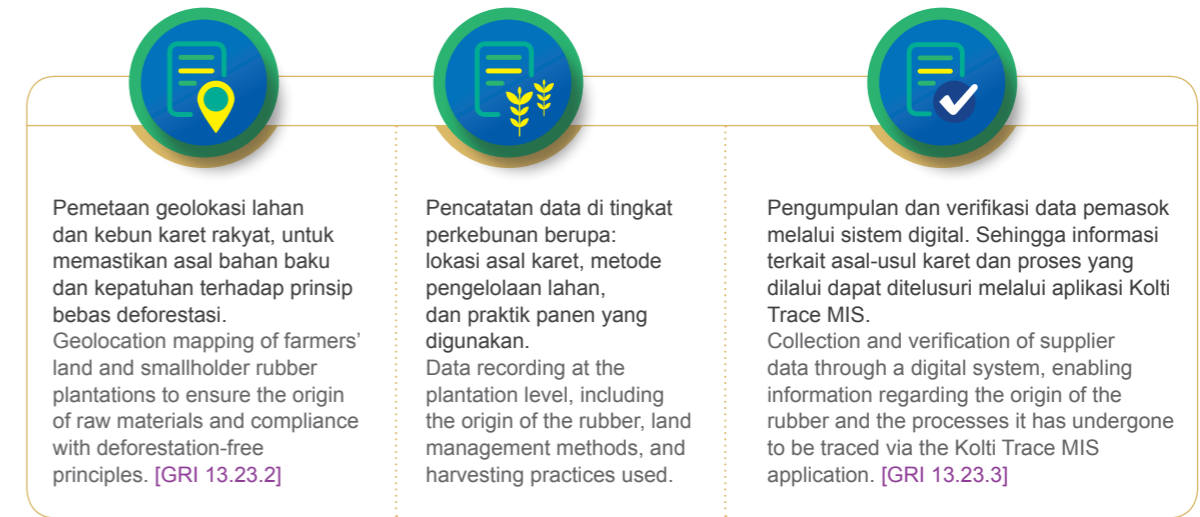 Pemetaan geolokasi lahan
dan kebun karet rakyat, untuk
memastikan asal bahan baku
dan kepatuhan terhadap prinsip
bebas deforestasi.
Geolocation mapping of farmers’
land and smallholder rubber
plantations to ensure the origin
of raw materials and compliance
with deforestation-free
principles. [GRI 13.23.2]
Pencatatan data di tingkat
perkebunan berupa:
lokasi asal karet, metode
pengelolaan lahan,
dan praktik panen yang
digunakan.
Data recording at the
plantation level, including
the origin of the rubber, land
management methods, and
harvesting practices used.
Pengumpulan dan verifikasi data pemasok
melalui sistem digital. Sehingga informasi
terkait asal-usul karet dan proses yang
dilalui dapat ditelusuri melalui aplikasi Kolti
Trace MIS.
Collection and verification of supplier
data through a digital system, enabling
information regarding the origin of the
rubber and the processes it has undergone
to be traced via the Kolti Trace MIS
application. [GRI 13.23.3]